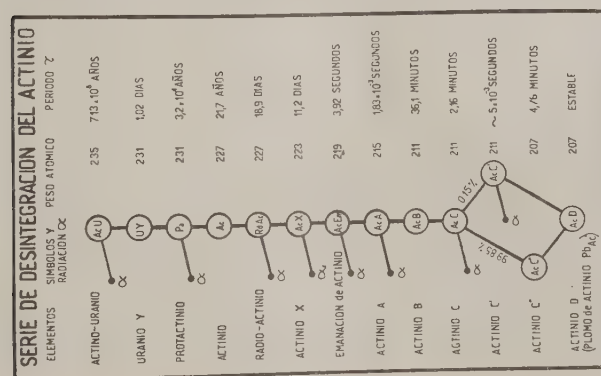 SERIE DE DESINTEGRACION DEL ACTINIO
ELEMENTOS SIMBOLOS Y RADIACION α PESO ATOMICO PERIODO τ
ACTINO-URANIO AcU α 235 713×10⁶ AÑOS
URANIO Y UY 231 1,02 DIAS
PROTACTINIO Pa α 231 3,2×10⁴ AÑOS
ACTINIO Ac 227 21,7 AÑOS
RADIO-ACTINIO RdAc α 227 18,9 DIAS
ACTINIO X AcX α 223 11,2 DIAS
EMANACION de ACTINIO AcEm α 219 3,92 SEGUNDOS
ACTINIO A AcA α 215 1,83×10⁻³ SEGUNDOS
ACTINIO B AcB 211 36,1 MINUTOS
ACTINIO C AcC α 211 2,16 MINUTOS
99.85% 0.15%
ACTINIO C' AcC' α 211 ~5×10⁻³ SEGUNDOS
ACTINIO C" AcC" 207 4,76 MINUTOS
ACTINIO D AcD 207 ESTABLE
(PLOMO de ACTINIO Pb Ac)